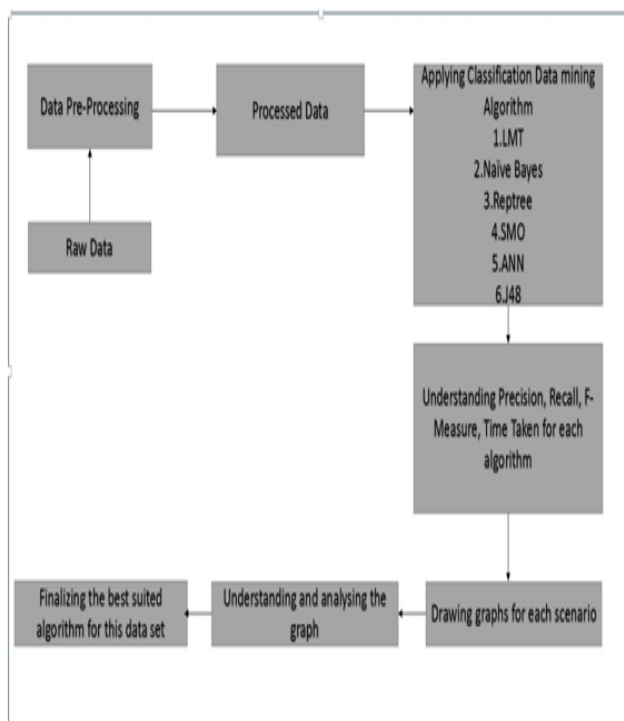 Raw Data
Data Pre-Processing
Processed Data
Applying Classification Data mining
Algorithm
1.LMT
2.Naïve Bayes
3.Reptree
4.SMO
5.ANN
6.J48
Understanding Precision, Recall, F-
Measure, Time Taken for each
algorithm
Drawing graphs for each scenario
Understanding and analysing the
graph
Finalizing the best suited
algorithm for this data set